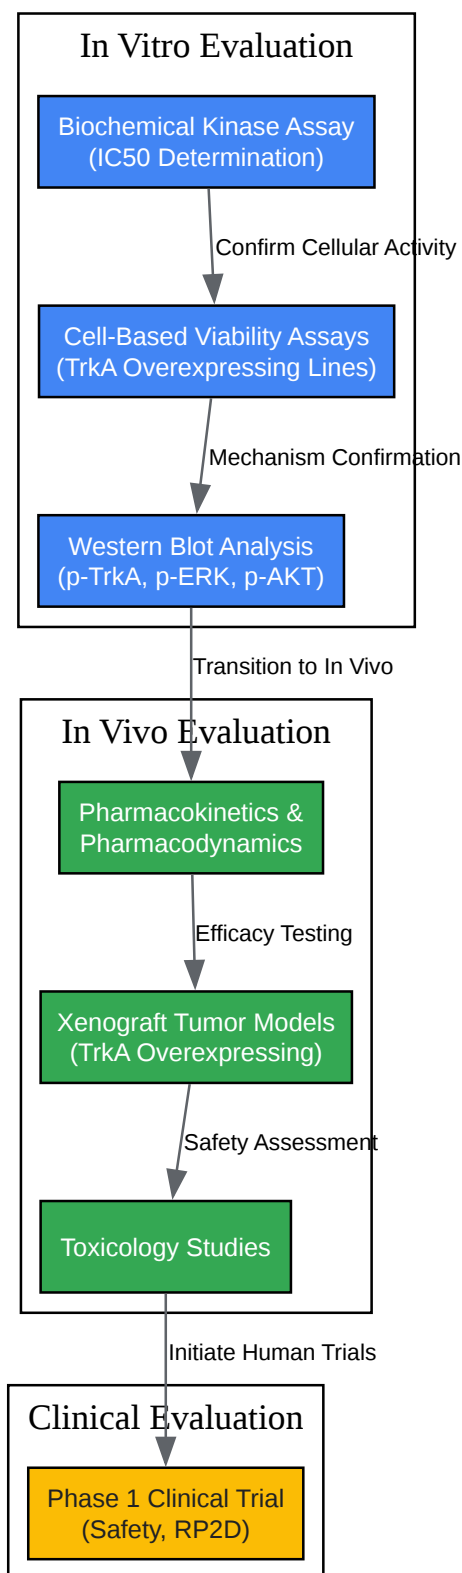 In Vitro Evaluation
Biochemical Kinase Assay
(IC50 Determination)
Confirm Cellular Activity
Cell-Based Viability Assays
(TrkA Overexpressing Lines)
Mechanism Confirmation
Western Blot Analysis
(p-TrkA, p-ERK, p-AKT)
Transition to In Vivo
In Vivo Evaluation
Pharmacokinetics &
Pharmacodynamics
Efficacy Testing
Xenograft Tumor Models
(TrkA Overexpressing)
Safety Assessment
Toxicology Studies
Initiate Human Trials
Clinical Evaluation
Phase 1 Clinical Trial
(Safety, RP2D)